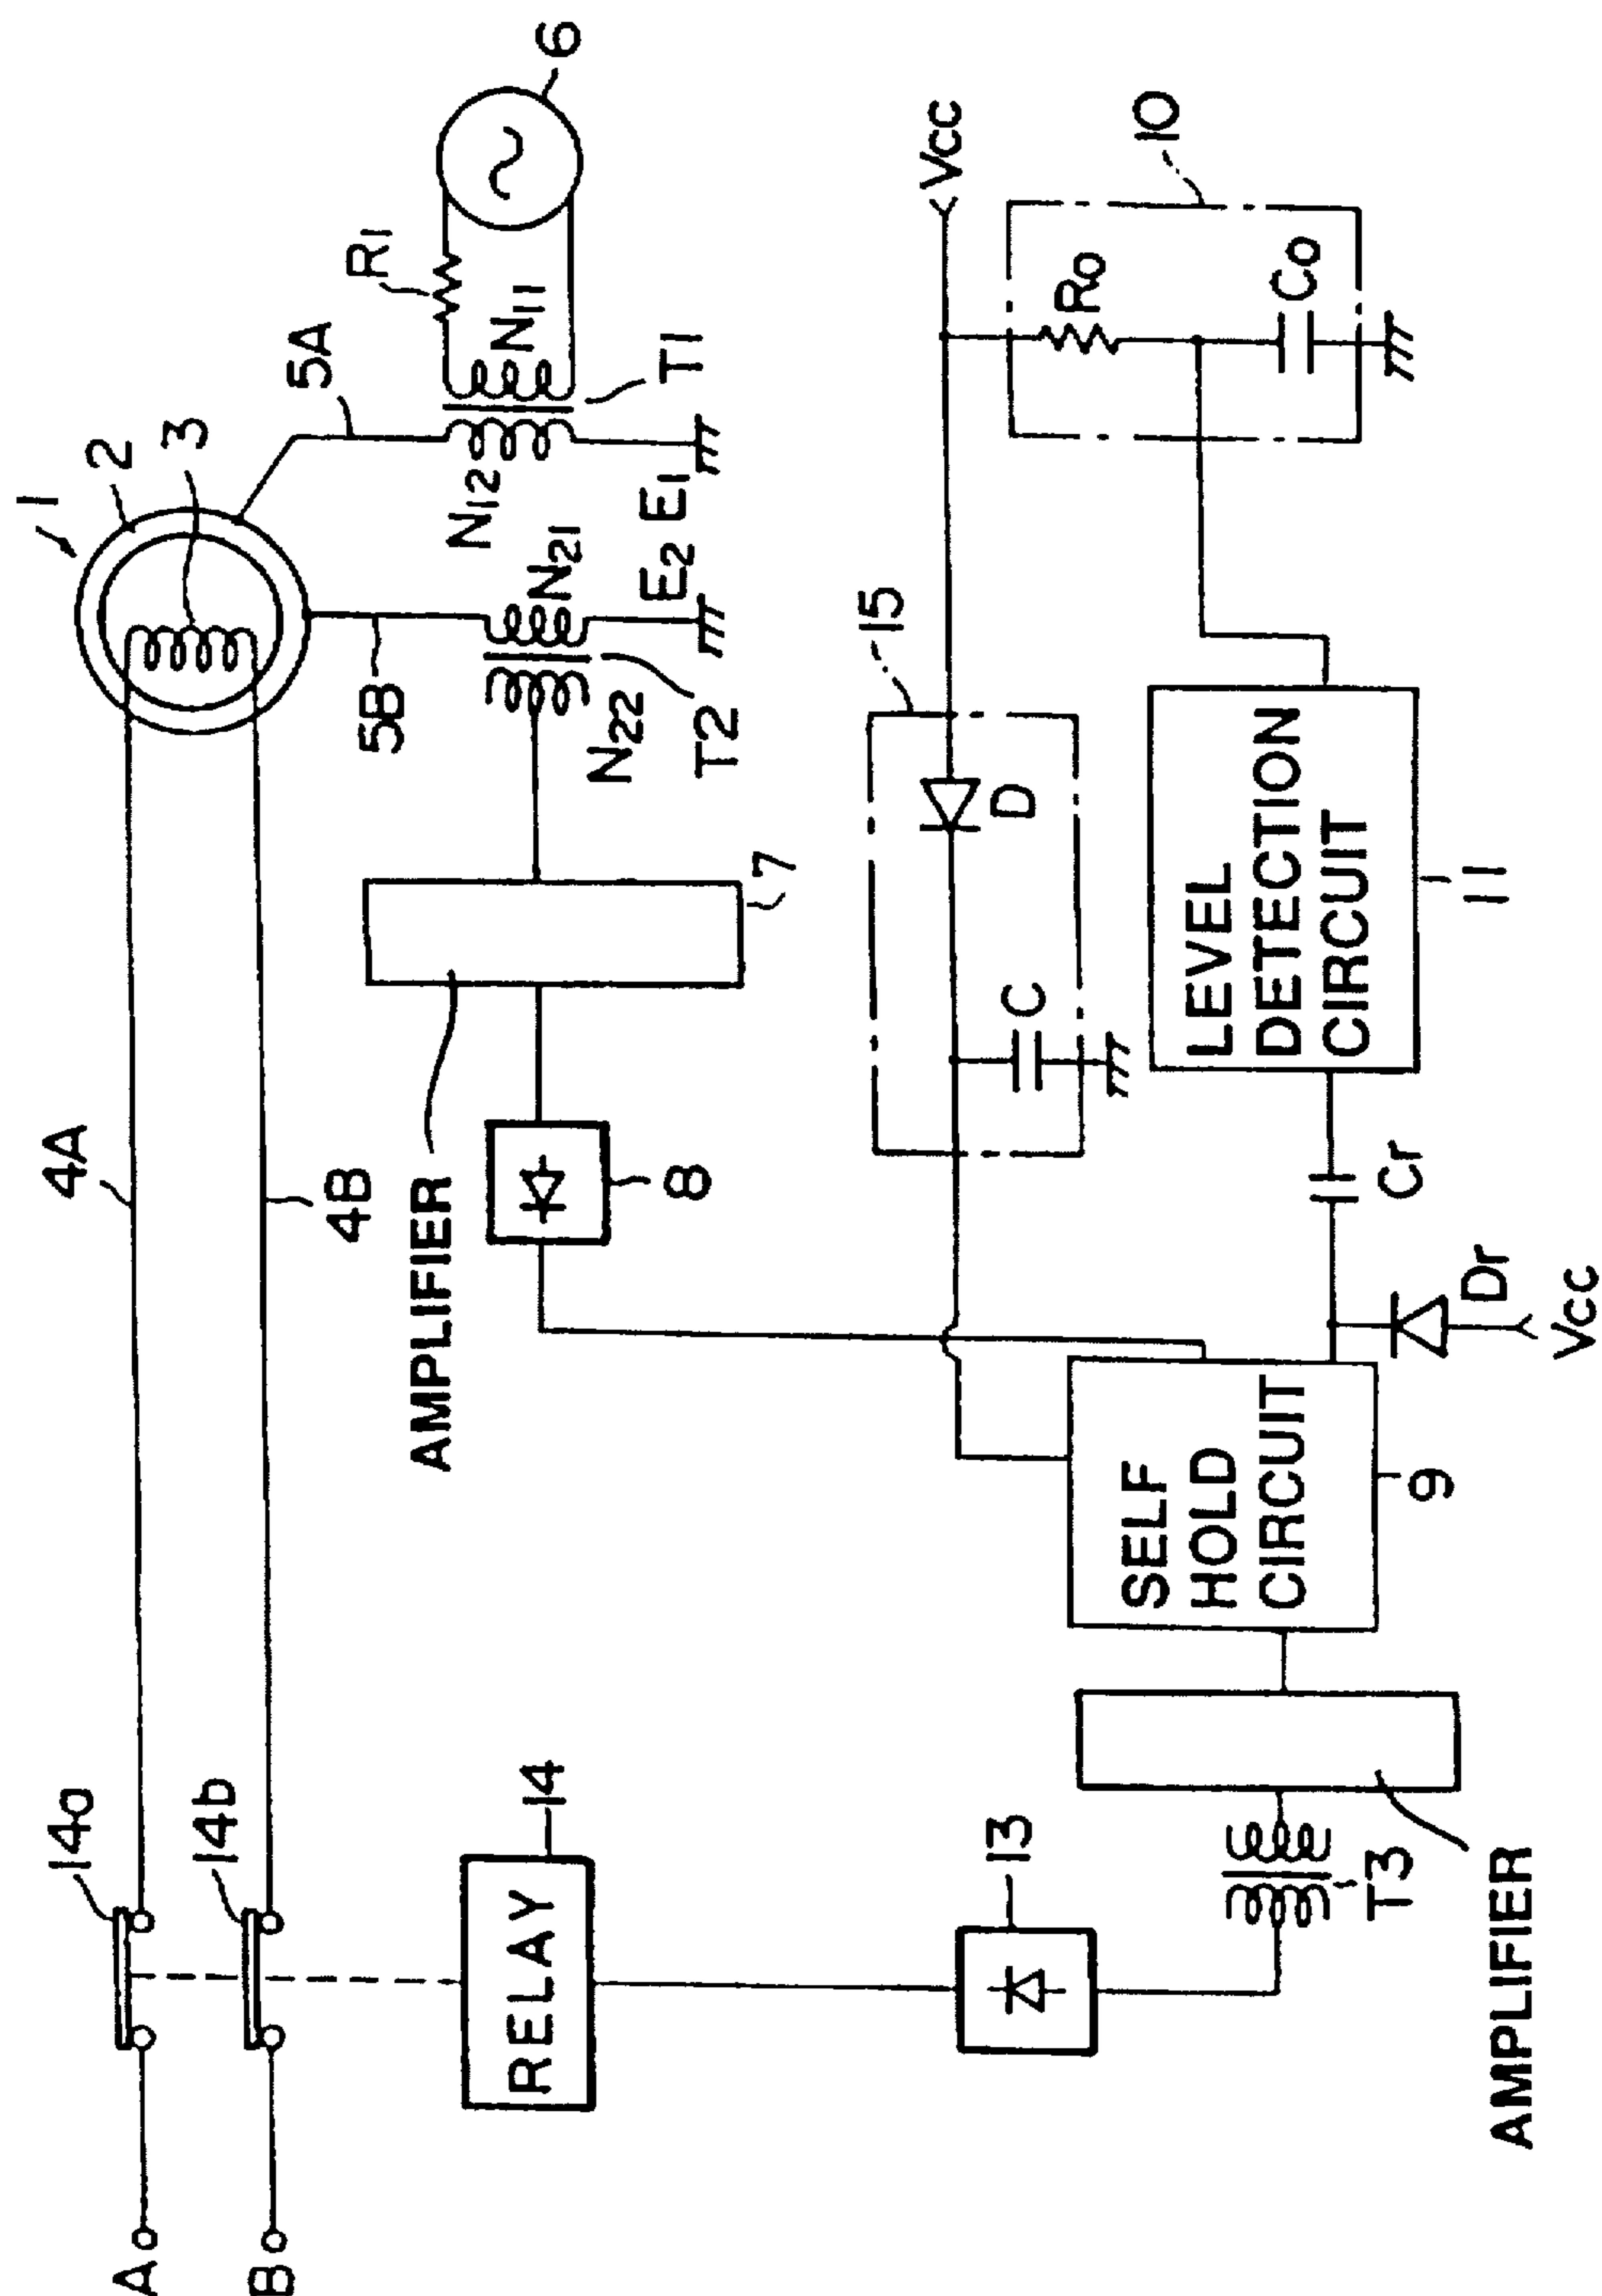 1
2
3
5A
R1
6
N11
N12
T1
E1
E2
N21
5B
N22
T2
4A
4B
7
AMPLIFIER
8
14a
14b
A
B
14
RELAY
15
Vcc
10
D
C
Ro
Co
LEVEL
DETECTION
CIRCUIT
11
Cr
Dr
Vcc
SELF
HOLD
CIRCUIT
9
13
T3
AMPLIFIER